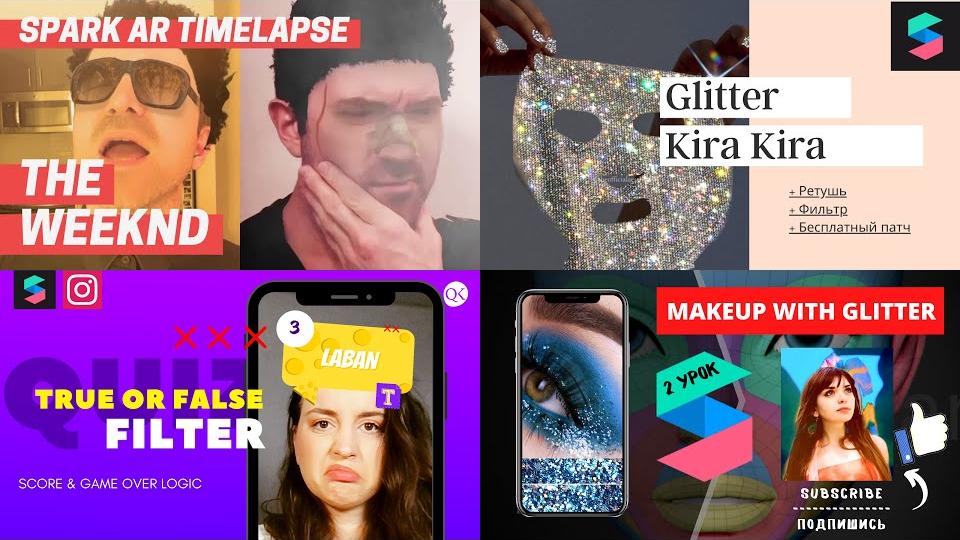 SPARK AR TIMELAPSE
THE
WEEKND
Glitter
Kira Kira
+ Ретушь
+ Фильтр
+ Бесплатный патч
QK
QUIZ
3
LABAN
T
TRUE OR FALSE
FILTER
SCORE & GAME OVER LOGIC
MAKEUP WITH GLITTER
2 УРОК
SUBSCRIBE
ПОДПИШИСЬ